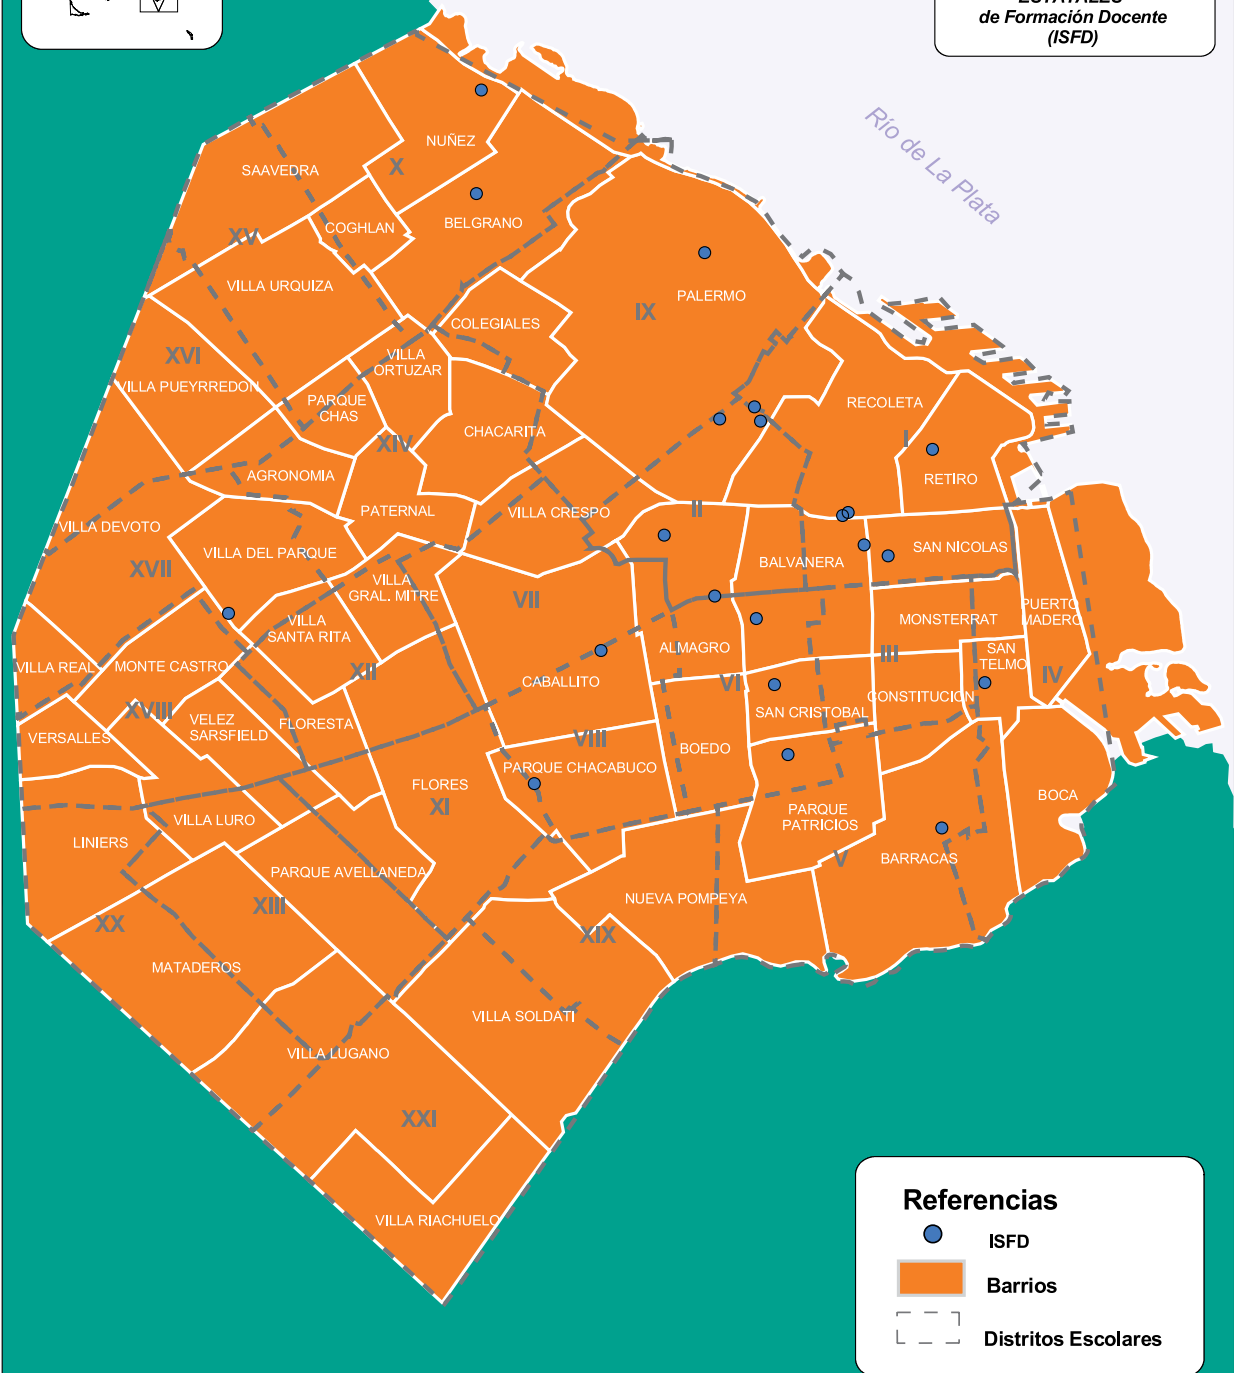 ESTATALES
de Formación Docente
(ISFD)
Río de La Plata
NUÑEZ
X
SAAVEDRA
BELGRANO
COGHLAN
XV
VILLA URQUIZA
PALERMO
IX
COLEGIALES
XVI
VILLA PUEYRREDON
VILLA
ORTUZAR
PARQUE
CHAS
RECOLETA
CHACARITA
XIV
I
AGRONOMIA
RETIRO
PATERNAL
VILLA CRESPO
II
VILLA DEVOTO
VILLA DEL PARQUE
SAN NICOLAS
BALVANERA
XVII
VILLA
GRAL. MITRE
VII
PUERTO
MADERO
MONSTERRAT
VILLA
SANTA RITA
ALMAGRO
III
SAN
TELMO
VILLA REAL
MONTE CASTRO
XII
IV
CABALLITO
VI
CONSTITUCION
XVIII
SAN CRISTOBAL
VELEZ
SARSFIELD
FLORESTA
VERSALLES
VIII
BOEDO
PARQUE CHACABUCO
FLORES
XI
BOCA
PARQUE
PATRICIOS
VILLA LURO
LINIERS
V
BARRACAS
PARQUE AVELLANEDA
NUEVA POMPEYA
XIII
XX
XIX
MATADEROS
VILLA SOLDATI
VILLA LUGANO
XXI
VILLA RIACHUELO
Referencias
ISFD
Barrios
Distritos Escolares